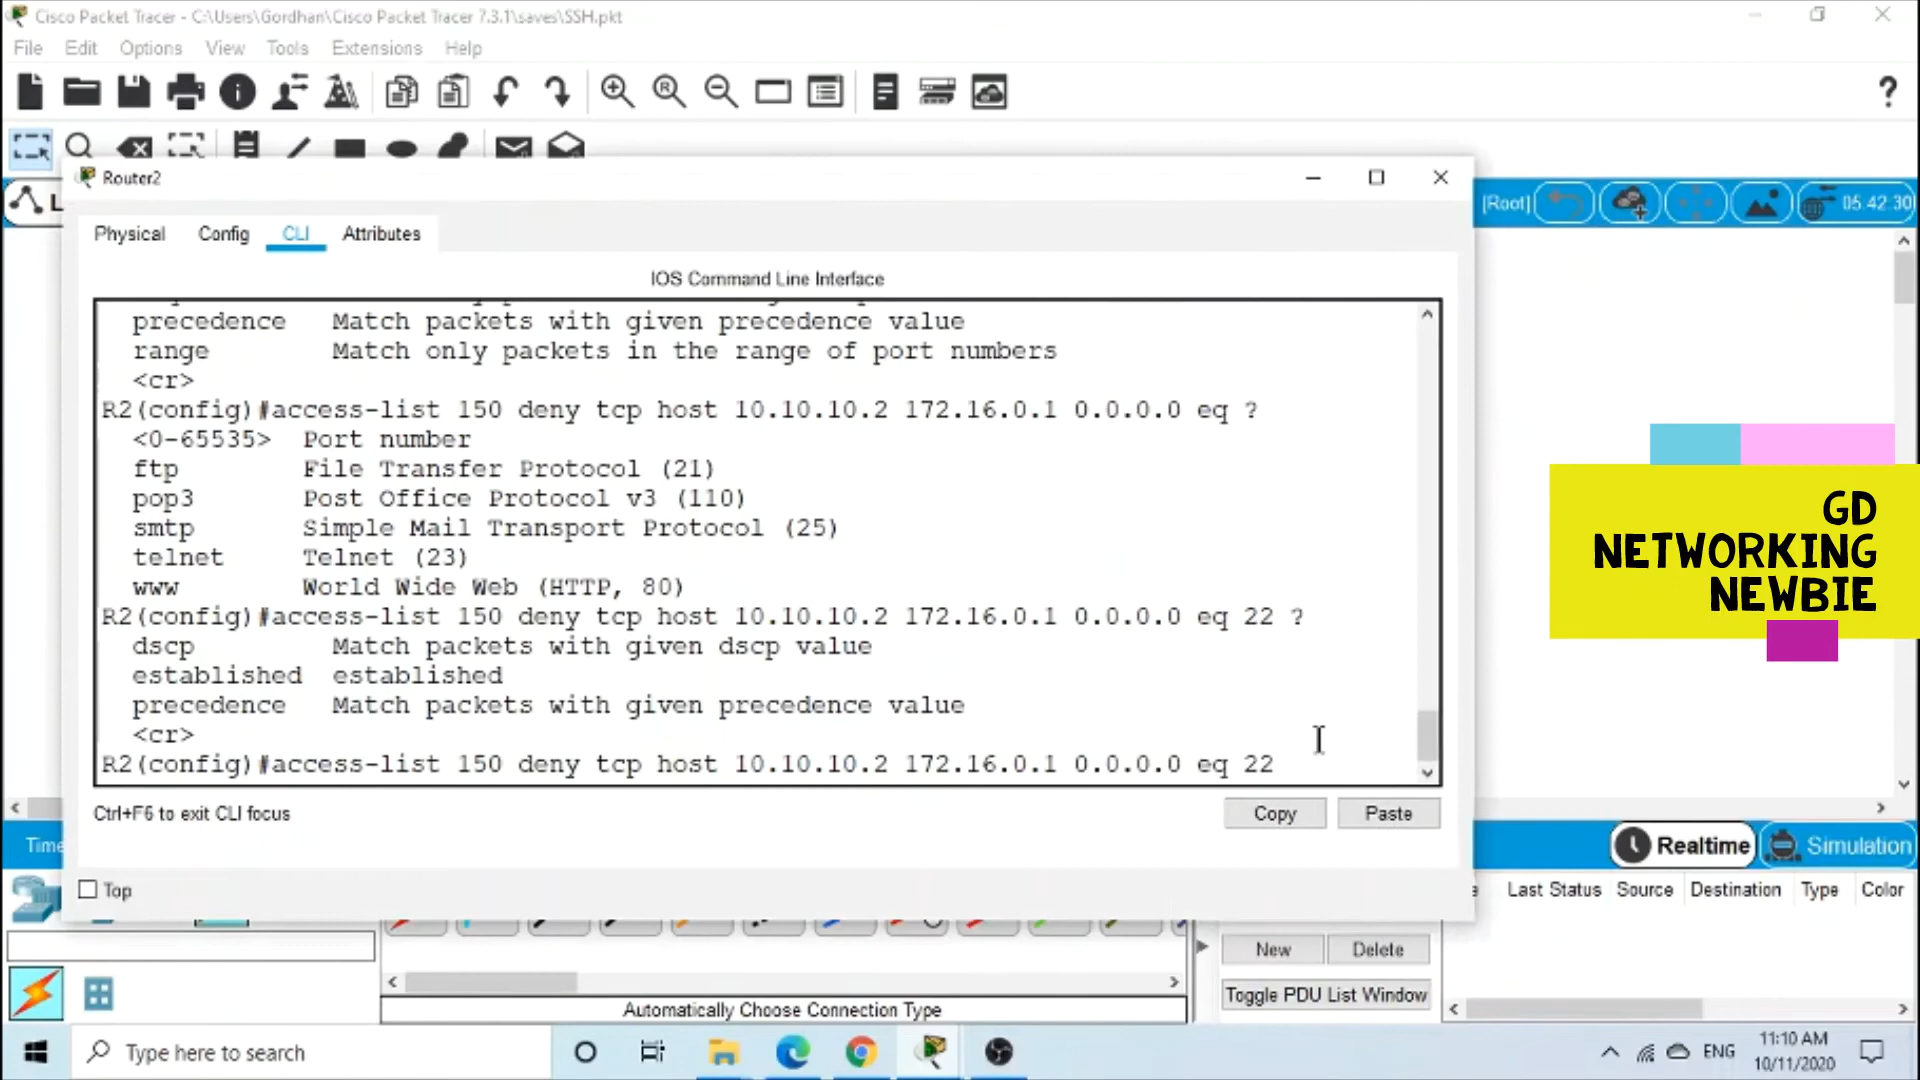 Cisco Packet Tracer - C:\Users\Gordhan\Cisco Packet Tracer 7.3.1\saves\SSH.pkt
File Edit Options View Tools Extensions Help
?
Router2
[Root] 05:42:30
Physical Config CLI Attributes
IOS Command Line Interface
precedence Match packets with given precedence value
range Match only packets in the range of port numbers
<cr>
R2(config)#access-list 150 deny tcp host 10.10.10.2 172.16.0.1 0.0.0.0 eq ?
<0-65535> Port number
ftp File Transfer Protocol (21)
pop3 Post Office Protocol v3 (110)
smtp Simple Mail Transport Protocol (25)
telnet Telnet (23)
www World Wide Web (HTTP, 80)
R2(config)#access-list 150 deny tcp host 10.10.10.2 172.16.0.1 0.0.0.0 eq 22 ?
dscp Match packets with given dscp value
established established
precedence Match packets with given precedence value
<cr>
R2(config)#access-list 150 deny tcp host 10.10.10.2 172.16.0.1 0.0.0.0 eq 22
GD
NETWORKING
NEWBIE
Ctrl+F6 to exit CLI focus
Copy Paste
Time
Realtime Simulation
Top
Last Status Source Destination Type Color
New Delete
Toggle PDU List Window
Automatically Choose Connection Type
Type here to search
ENG
11:10 AM
10/11/2020